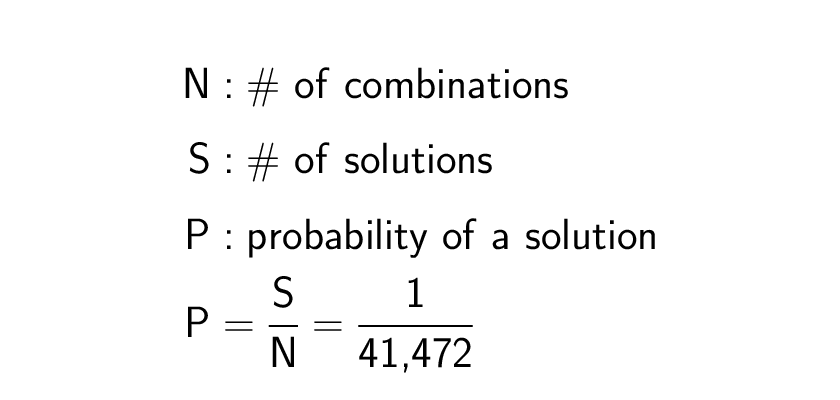 N : # of combinations
S : # of solutions
P : probability of a solution
P = S/N = 1/41,472